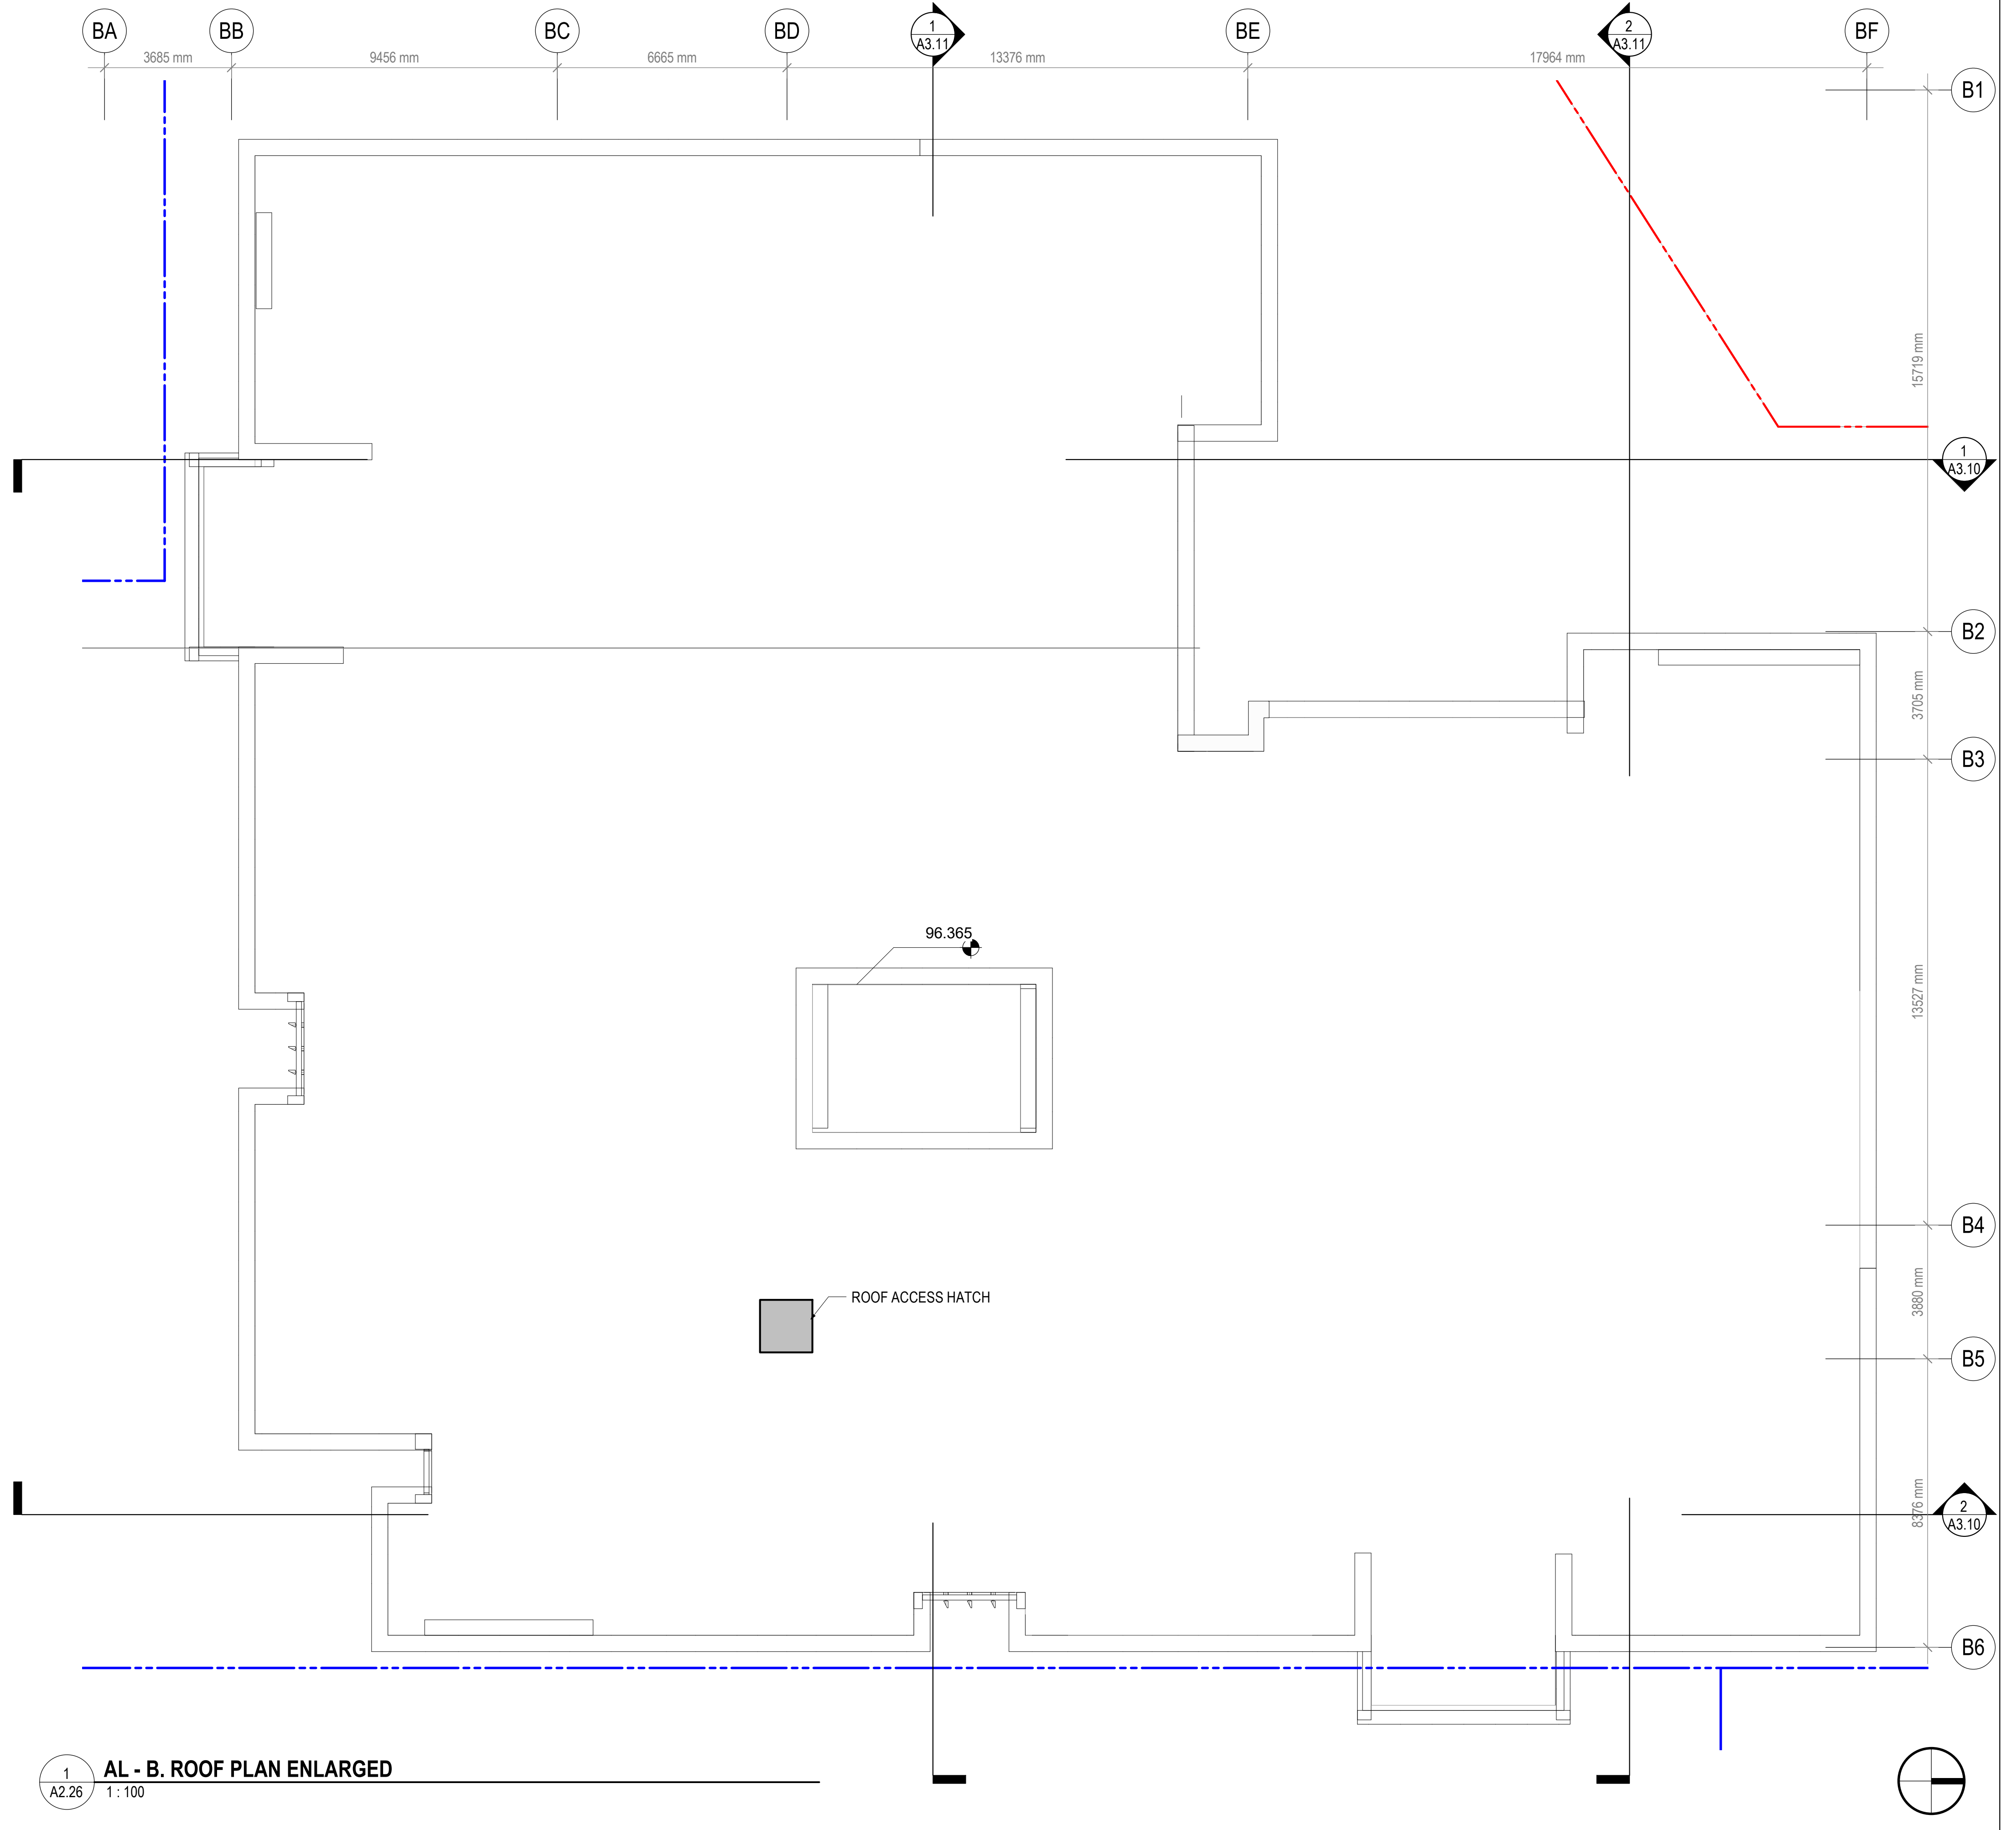 BA
BB
BC
BD
1
A3.11
BE
2
A3.11
BF
3685 mm
9456 mm
6665 mm
13376 mm
17964 mm
B1
15719 mm
1
A3.10
B2
3705 mm
B3
96.365
13527 mm
B4
ROOF ACCESS HATCH
3880 mm
B5
8376 mm
2
A3.10
B6
1
A2.26
AL - B. ROOF PLAN ENLARGED
1 : 100